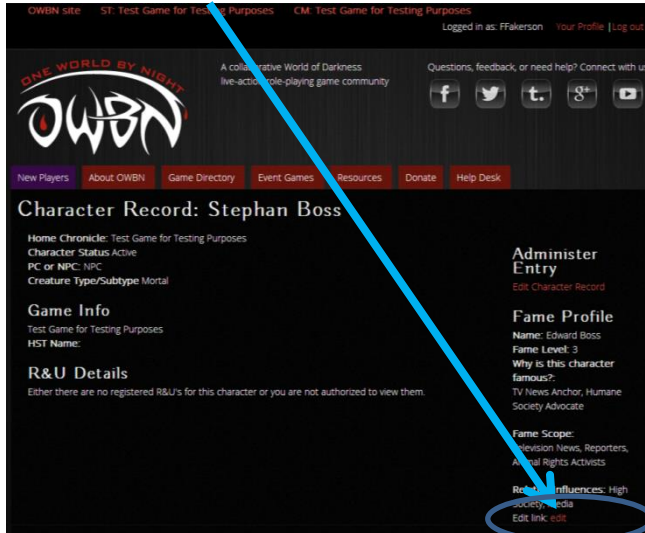 OWBN site ST: Test Game for Testing Purposes CM: Test Game for Testing Purposes
Logged in as: FFakerson Your Profile |Log out
ONE WORLD BY NIGHT
OWBN
A collaborative World of Darkness
live-action role-playing game community
Questions, feedback, or need help? Connect with us
f t. g+
New Players About OWBN Game Directory Event Games Resources Donate Help Desk
Character Record: Stephan Boss
Home Chronicle: Test Game for Testing Purposes
Character Status Active
PC or NPC: NPC
Creature Type/Subtype Mortal
Game Info
Test Game for Testing Purposes
HST Name:
R&U Details
Either there are no registered R&U's for this character or you are not authorized to view them.
Administer
Entry
Edit Character Record
Fame Profile
Name: Edward Boss
Fame Level: 3
Why is this character
famous?:
TV News Anchor, Humane
Society Advocate
Fame Scope:
Television News, Reporters,
Animal Rights Activists
Related Influences: High
Society, Media
Edit link: edit